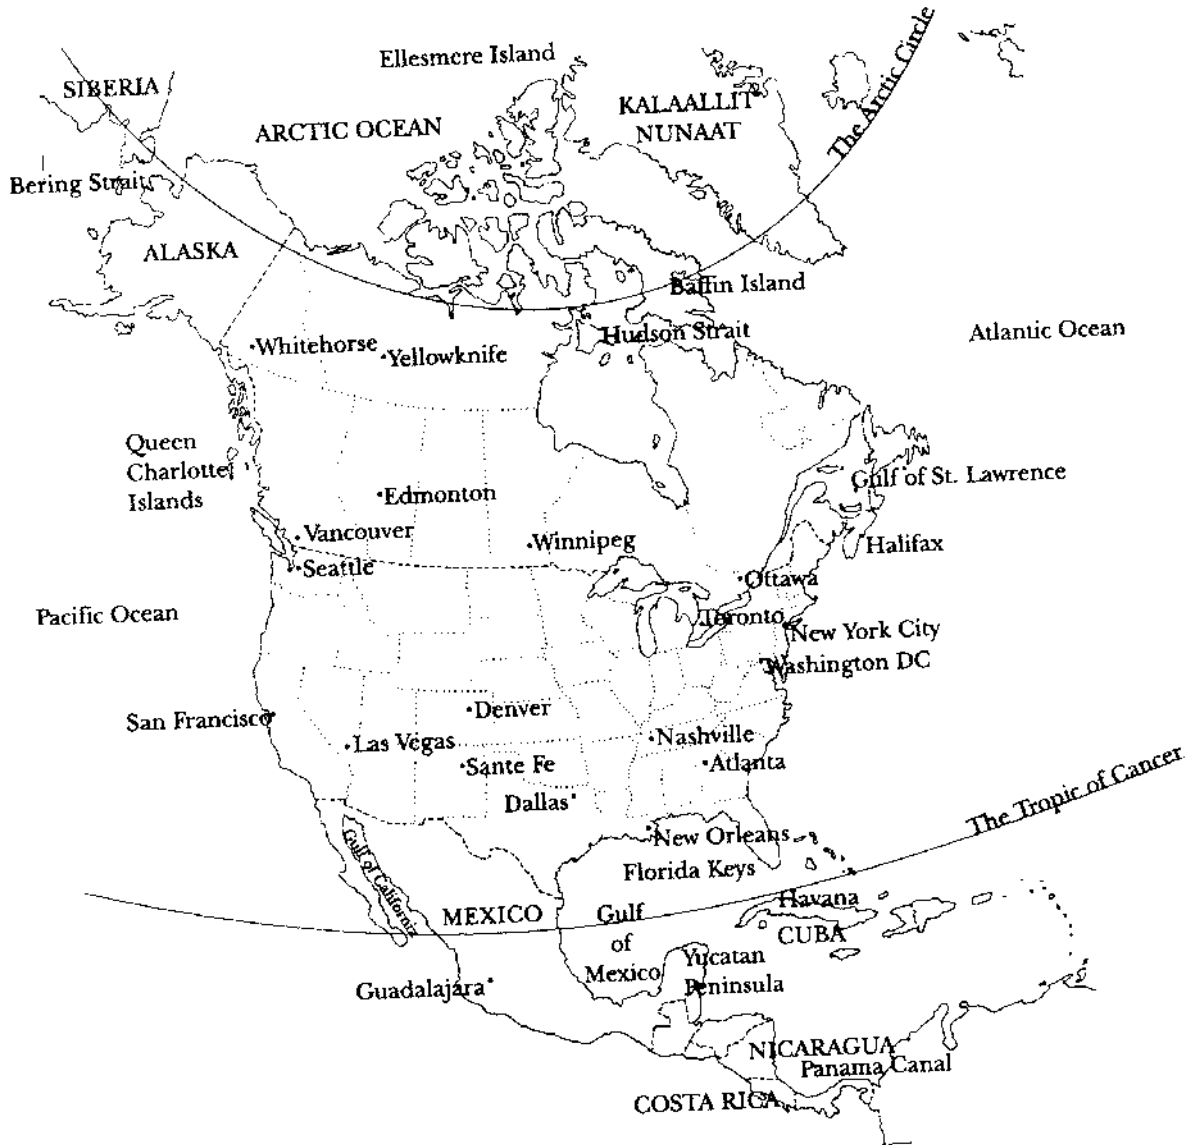 Ellesmere Island
SIBERIA
KALAALLIT
NUNAAT
The Arctic Circle
ARCTIC OCEAN
Bering Strait
ALASKA
Baffin Island
Hudson Strait
Atlantic Ocean
Whitehorse
Yellowknife
Queen
Charlotte
Islands
Gulf of St. Lawrence
Edmonton
Vancouver
Winnipeg
Halifax
Seattle
Ottawa
Pacific Ocean
Toronto
New York City
Washington DC
San Francisco
Denver
Las Vegas
Nashville
Sante Fe
Atlanta
Dallas
The Tropic of Cancer
New Orleans
Gulf of California
Florida Keys
Havana
MEXICO
Gulf
of
Mexico
CUBA
Yucatan
Peninsula
Guadalajara
NICARAGUA
Panama Canal
COSTA RICA